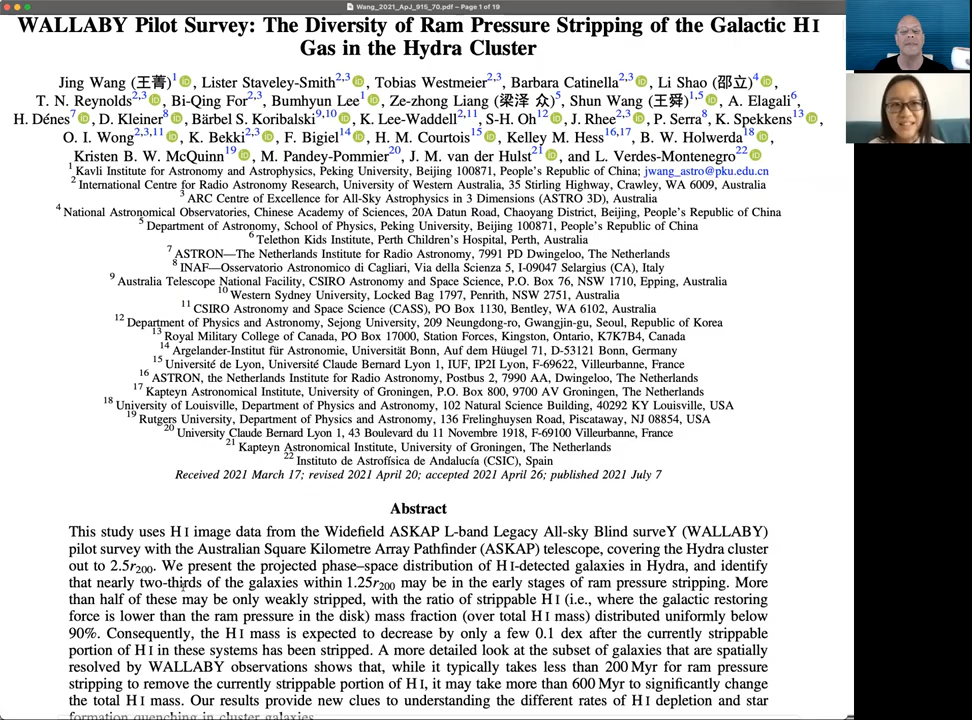 Wang_2021_ApJ_915_70.pdf – Page 1 of 19
WALLABY Pilot Survey: The Diversity of Ram Pressure Stripping of the Galactic H I
Gas in the Hydra Cluster
Jing Wang (王菁)1, Lister Staveley-Smith2,3, Tobias Westmeier2,3, Barbara Catinella2,3, Li Shao (邵立)4,
T. N. Reynolds2,3, Bi-Qing For2,3, Bumhyun Lee1, Ze-zhong Liang (梁泽众)5, Shun Wang (王舜)1,5, A. Elagali6,
H. Dénes7, D. Kleiner8, Bärbel S. Koribalski9,10, K. Lee-Waddell2,11, S-H. Oh12, J. Rhee2,3, P. Serra8, K. Spekkens13,
O. I. Wong2,3,11, K. Bekki2,3, F. Bigiel14, H. M. Courtois15, Kelley M. Hess16,17, B. W. Holwerda18,
Kristen B. W. McQuinn19, M. Pandey-Pommier20, J. M. van der Hulst21, and L. Verdes-Montenegro22
1 Kavli Institute for Astronomy and Astrophysics, Peking University, Beijing 100871, People's Republic of China; jwang_astro@pku.edu.cn
2 International Centre for Radio Astronomy Research, University of Western Australia, 35 Stirling Highway, Crawley, WA 6009, Australia
3 ARC Centre of Excellence for All-Sky Astrophysics in 3 Dimensions (ASTRO 3D), Australia
4 National Astronomical Observatories, Chinese Academy of Sciences, 20A Datun Road, Chaoyang District, Beijing, People's Republic of China
5 Department of Astronomy, School of Physics, Peking University, Beijing 100871, People's Republic of China
6 Telethon Kids Institute, Perth Children's Hospital, Perth, Australia
7 ASTRON—The Netherlands Institute for Radio Astronomy, 7991 PD Dwingeloo, The Netherlands
8 INAF—Osservatorio Astronomico di Cagliari, Via della Scienza 5, I-09047 Selargius (CA), Italy
9 Australia Telescope National Facility, CSIRO Astronomy and Space Science, P.O. Box 76, NSW 1710, Epping, Australia
10 Western Sydney University, Locked Bag 1797, Penrith, NSW 2751, Australia
11 CSIRO Astronomy and Space Science (CASS), PO Box 1130, Bentley, WA 6102, Australia
12 Department of Physics and Astronomy, Sejong University, 209 Neungdong-ro, Gwangjin-gu, Seoul, Republic of Korea
13 Royal Military College of Canada, PO Box 17000, Station Forces, Kingston, Ontario, K7K7B4, Canada
14 Argelander-Institut für Astronomie, Universität Bonn, Auf dem Hüugel 71, D-53121 Bonn, Germany
15 Université de Lyon, Université Claude Bernard Lyon 1, IUF, IP2I Lyon, F-69622, Villeurbanne, France
16 ASTRON, the Netherlands Institute for Radio Astronomy, Postbus 2, 7990 AA, Dwingeloo, The Netherlands
17 Kapteyn Astronomical Institute, University of Groningen, P.O. Box 800, 9700 AV Groningen, The Netherlands
18 University of Louisville, Department of Physics and Astronomy, 102 Natural Science Building, 40292 KY Louisville, USA
19 Rutgers University, Department of Physics and Astronomy, 136 Frelinghuysen Road, Piscataway, NJ 08854, USA
20 University Claude Bernard Lyon 1, 43 Boulevard du 11 Novembre 1918, F-69100 Villeurbanne, France
21 Kapteyn Astronomical Institute, University of Groningen, The Netherlands
22 Instituto de Astrofísica de Andalucía (CSIC), Spain
Received 2021 March 17; revised 2021 April 20; accepted 2021 April 26; published 2021 July 7
Abstract
This study uses H I image data from the Widefield ASKAP L-band Legacy All-sky Blind surveY (WALLABY)
pilot survey with the Australian Square Kilometre Array Pathfinder (ASKAP) telescope, covering the Hydra cluster
out to 2.5r200. We present the projected phase–space distribution of H I-detected galaxies in Hydra, and identify
that nearly two-thirds of the galaxies within 1.25r200 may be in the early stages of ram pressure stripping. More
than half of these may be only weakly stripped, with the ratio of strippable H I (i.e., where the galactic restoring
force is lower than the ram pressure in the disk) mass fraction (over total H I mass) distributed uniformly below
90%. Consequently, the H I mass is expected to decrease by only a few 0.1 dex after the currently strippable
portion of H I in these systems has been stripped. A more detailed look at the subset of galaxies that are spatially
resolved by WALLABY observations shows that, while it typically takes less than 200 Myr for ram pressure
stripping to remove the currently strippable portion of H I, it may take more than 600 Myr to significantly change
the total H I mass. Our results provide new clues to understanding the different rates of H I depletion and star
formation quenching in cluster galaxies.